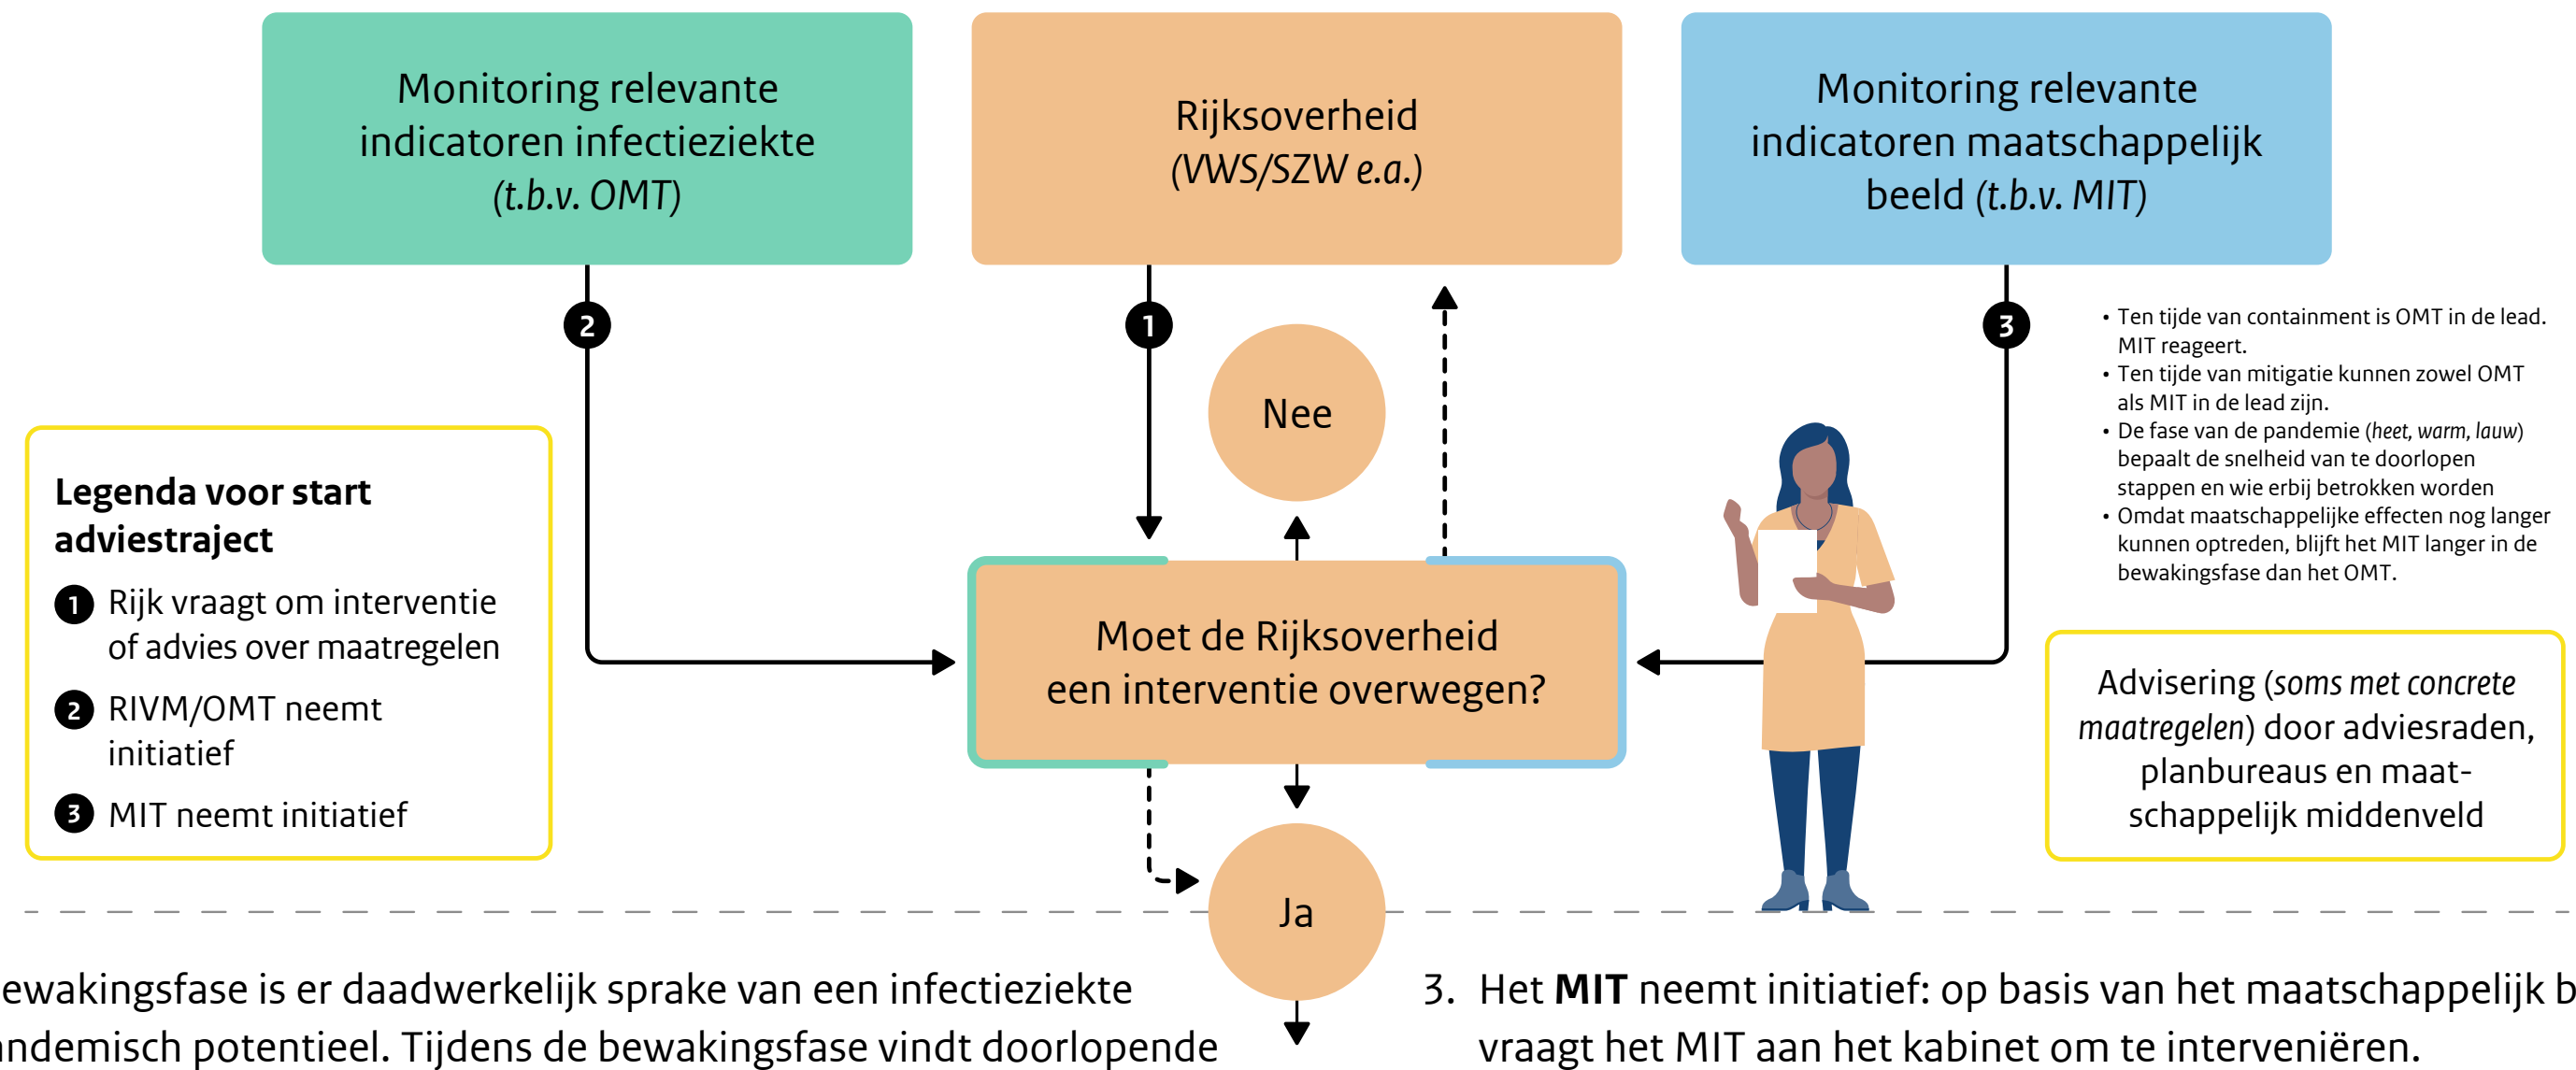 Monitoring relevante
indicatoren infectieziekte
(t.b.v. OMT)
Rijksoverheid
(VWS/SZW e.a.)
Monitoring relevante
indicatoren maatschappelijk
beeld (t.b.v. MIT)
2
1
3
Nee
• Ten tijde van containment is OMT in de lead.
MIT reageert.
• Ten tijde van mitigatie kunnen zowel OMT
als MIT in de lead zijn.
• De fase van de pandemie (heet, warm, lauw)
bepaalt de snelheid van te doorlopen
stappen en wie erbij betrokken worden
• Omdat maatschappelijke effecten nog langer
kunnen optreden, blijft het MIT langer in de
bewakingsfase dan het OMT.
Legenda voor start
adviestraject
1 Rijk vraagt om interventie
of advies over maatregelen
2 RIVM/OMT neemt
initiatief
3 MIT neemt initiatief
Moet de Rijksoverheid
een interventie overwegen?
Advisering (soms met concrete
maatregelen) door adviesraden,
planbureaus en maat-
schappelijk middenveld
Ja
ewakingsfase is er daadwerkelijk sprake van een infectieziekte
andemisch potentieel. Tijdens de bewakingsfase vindt doorlopende
3. Het MIT neemt initiatief: op basis van het maatschappelijk b
vraagt het MIT aan het kabinet om te interveniëren.